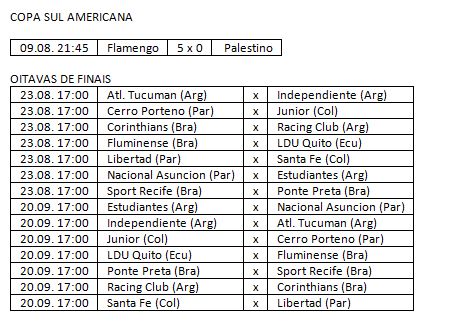 COPA SUL AMERICANA
09.08. 21:45 Flamengo 5 x 0 Palestino
OITAVAS DE FINAIS
23.08. 17:00 Atl. Tucuman (Arg) x Independiente (Arg)
23.08. 17:00 Cerro Porteno (Par) x Junior (Col)
23.08. 17:00 Corinthians (Bra) x Racing Club (Arg)
23.08. 17:00 Fluminense (Bra) x LDU Quito (Ecu)
23.08. 17:00 Libertad (Par) x Santa Fe (Col)
23.08. 17:00 Nacional Asuncion (Par) x Estudiantes (Arg)
23.08. 17:00 Sport Recife (Bra) x Ponte Preta (Bra)
20.09. 17:00 Estudiantes (Arg) x Nacional Asuncion (Par)
20.09. 17:00 Independiente (Arg) x Atl. Tucuman (Arg)
20.09. 17:00 Junior (Col) x Cerro Porteno (Par)
20.09. 17:00 LDU Quito (Ecu) x Fluminense (Bra)
20.09. 17:00 Ponte Preta (Bra) x Sport Recife (Bra)
20.09. 17:00 Racing Club (Arg) x Corinthians (Bra)
20.09. 17:00 Santa Fe (Col) x Libertad (Par)